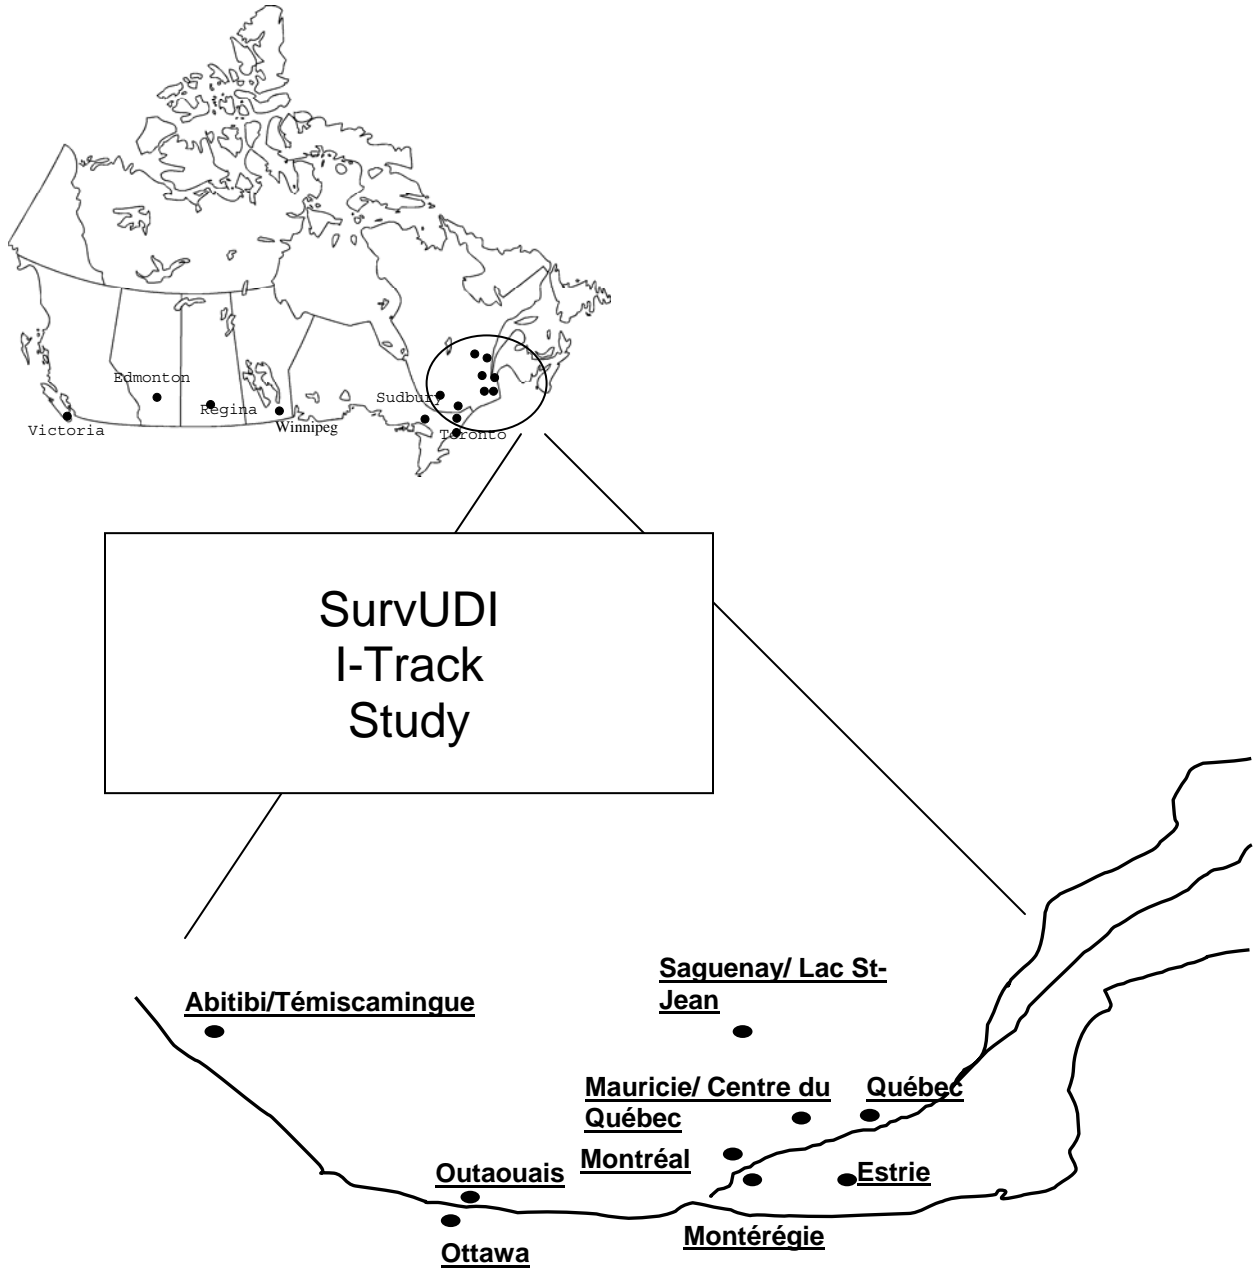 Edmonton
Sudbury
Regina
Victoria
Winnipeg
Toronto
SurvUDI
I-Track
Study
Saguenay/ Lac St-
Jean
Abitibi/Témiscamingue
Mauricie/ Centre du
Québec
Québec
Montréal
Outaouais
Estrie
Montérégie
Ottawa